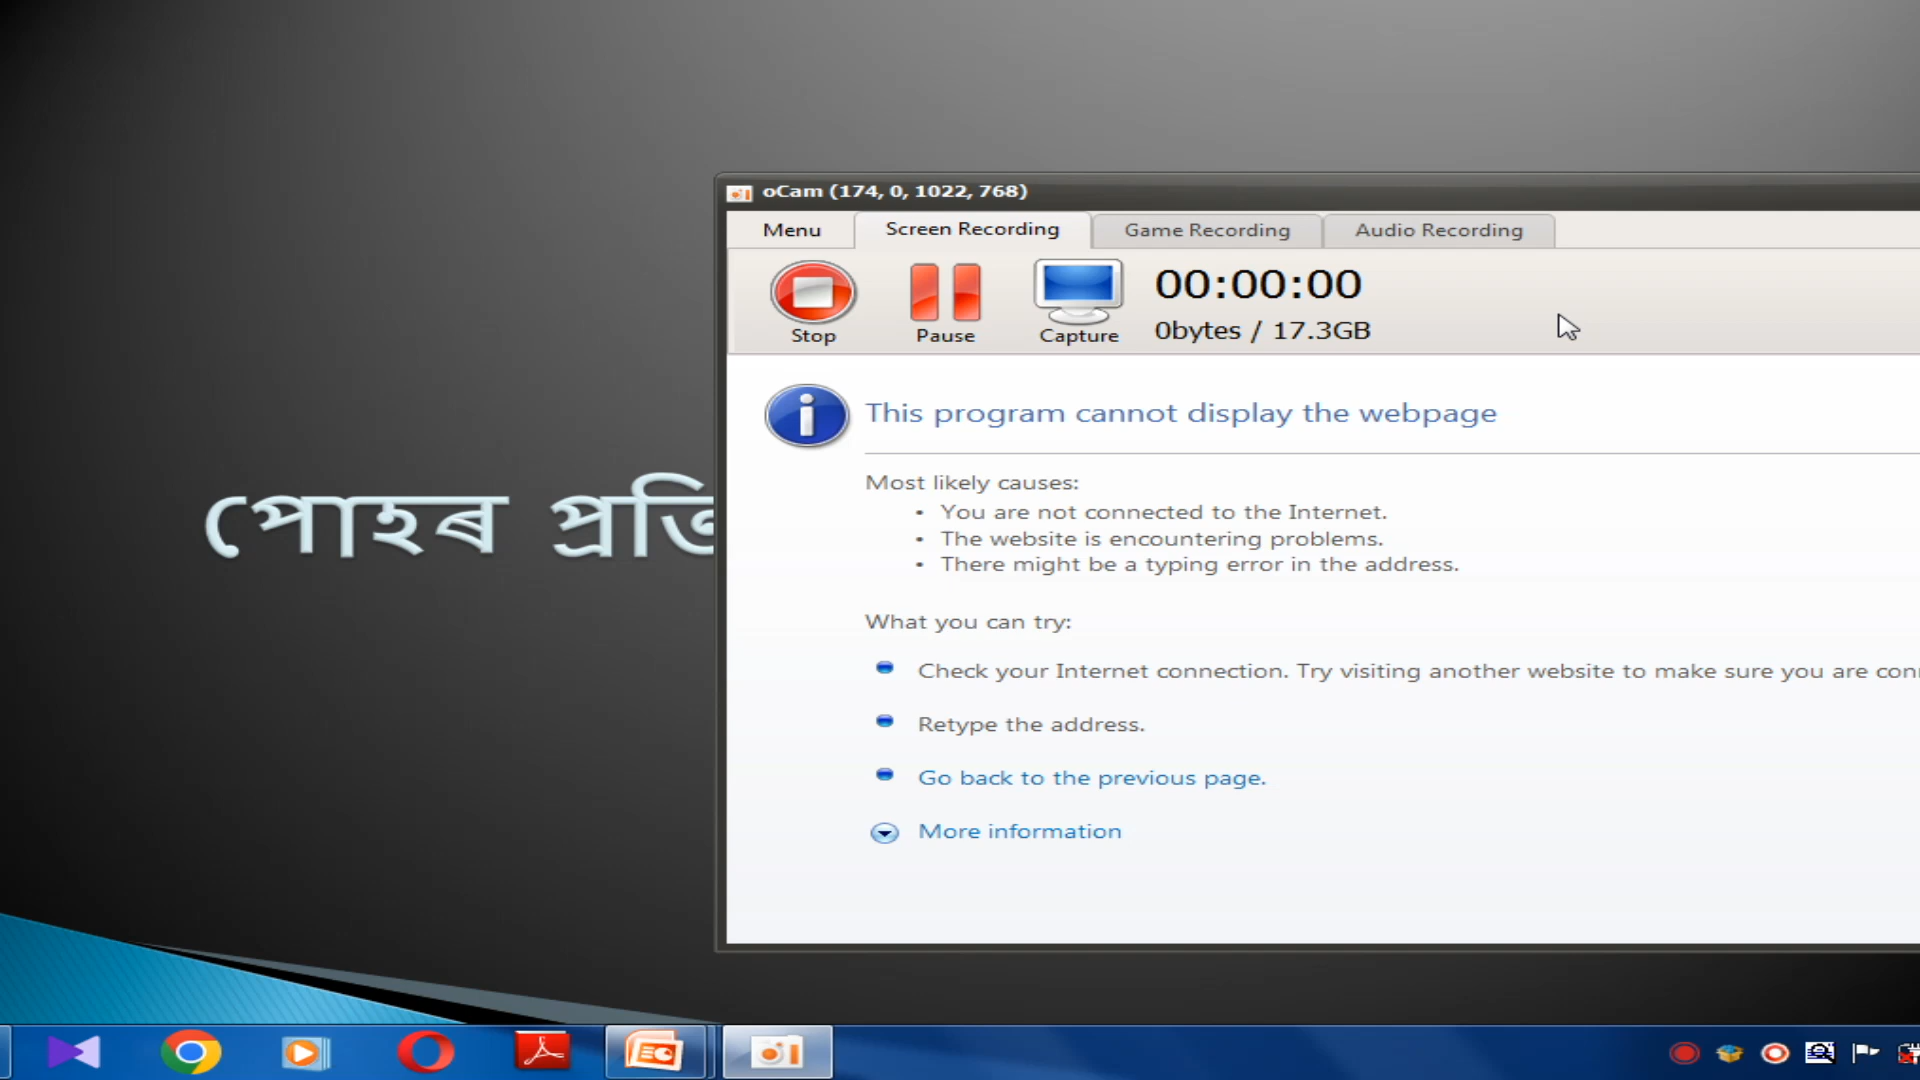 oCam (174, 0, 1022, 768)
Menu
Screen Recording
Game Recording
Audio Recording
00:00:00
0bytes / 17.3GB
Stop
Pause
Capture
This program cannot display the webpage
Most likely causes:
• You are not connected to the Internet.
• The website is encountering problems.
• There might be a typing error in the address.
পোহৰ
What you can try:
Check your Internet connection. Try visiting another website to make sure you are
Retype the address.
Go back to the previous page.
More information